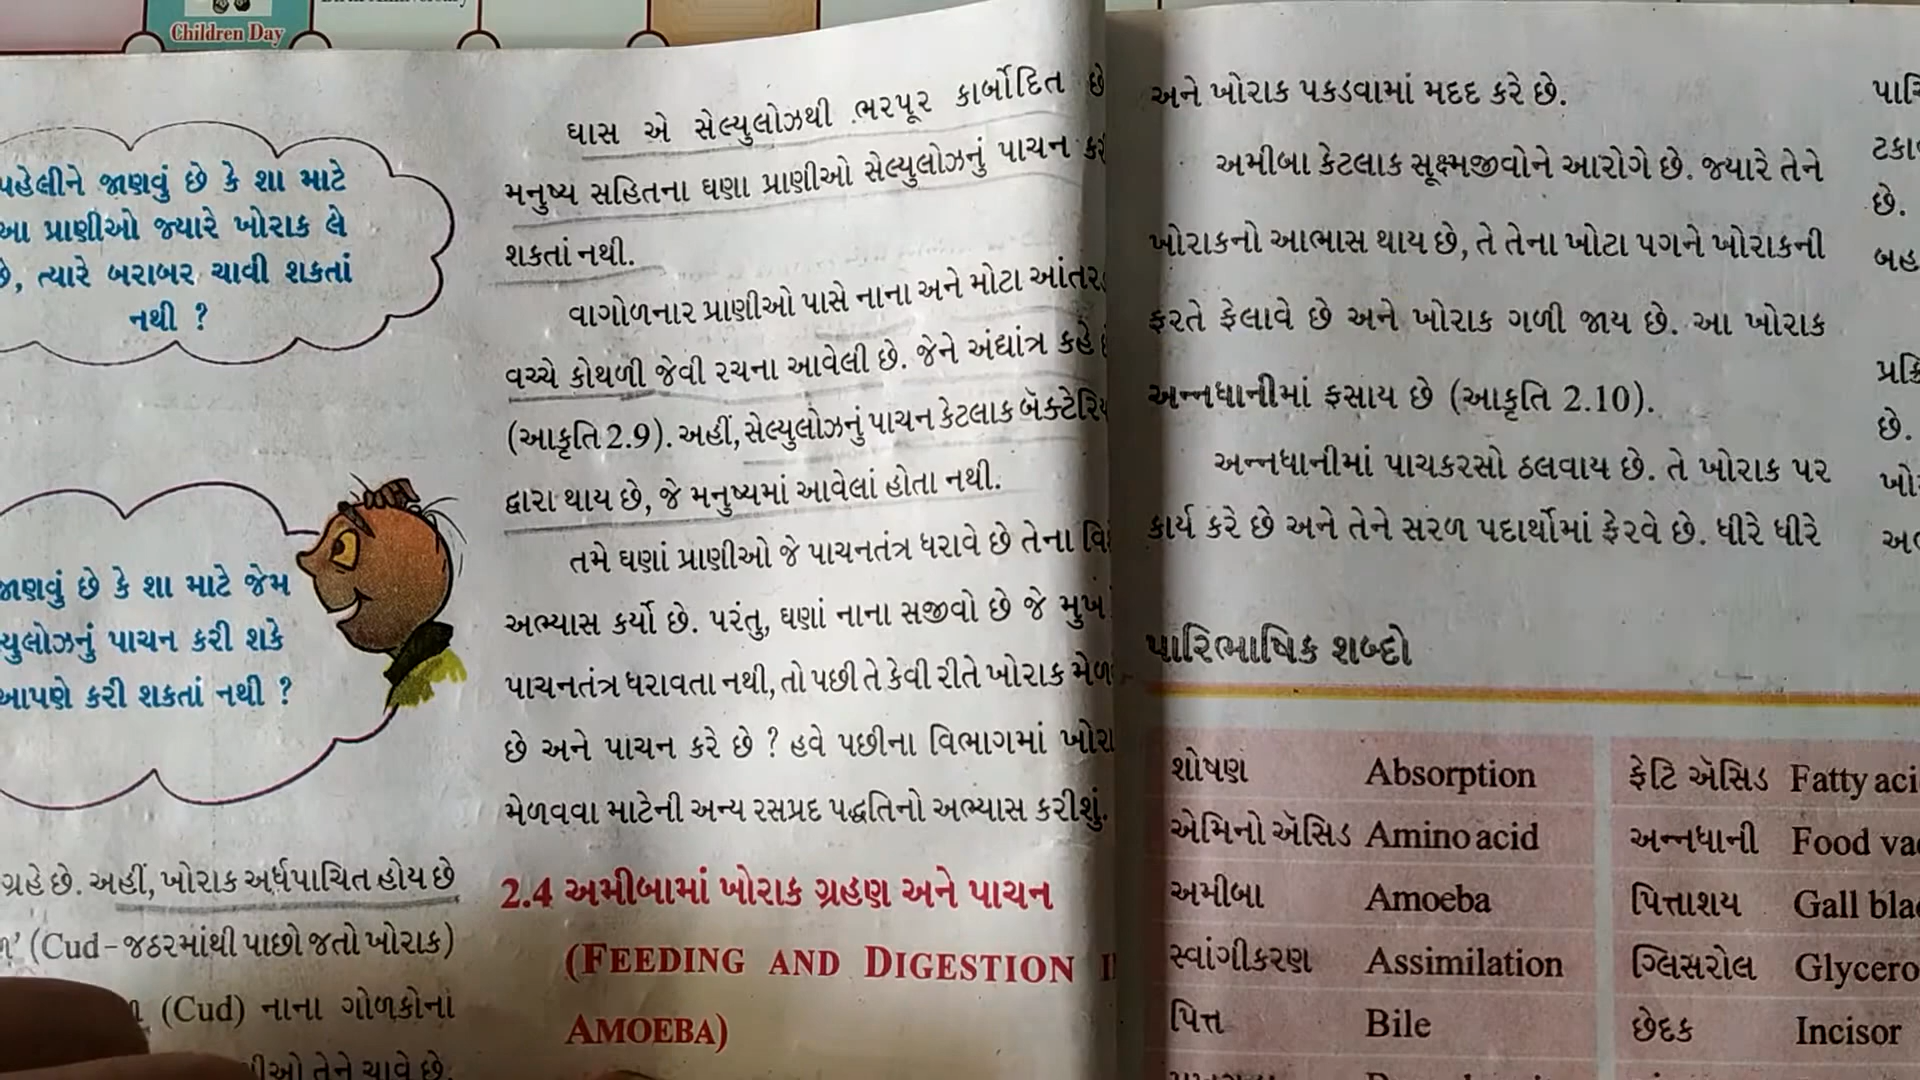 Children Day
પહેલીને જાણવું છે કે શા માટે
આ પ્રાણીઓ જ્યારે ખોરાક લે
છે, ત્યારે બરાબર ચાવી શકતાં
નથી ?
જાણવું છે કે શા માટે જેમ
પાચન કરી શકે
આપણે કરી શકતાં નથી ?
ગ્રહે છે. અહીં, ખોરાક અર્ધપાચિત હોય છે
(Cud – જઠરમાંથી પાછો જતો ખોરાક)
(Cud) નાના ગોળકોનાં
તેને ચાવે છે.
ઘાસ એ સેલ્યુલોઝથી ભરપૂર કાર્બોદિત છે
મનુષ્ય સહિતના ઘણા પ્રાણીઓ સેલ્યુલોઝનું પાચન
શકતાં નથી.
વાગોળનાર પ્રાણીઓ પાસે નાના અને મોટા
વચ્ચે કોથળી જેવી રચના આવેલી છે. જેને અંધાંત્ર કહે
(આકૃતિ 2.9). અહીં, સેલ્યુલોઝનું પાચન કેટલાક
દ્વારા થાય છે, જે મનુષ્યમાં આવેલાં હોતા નથી.
તમે ઘણાં પ્રાણીઓ જે પાચનતંત્ર ધરાવે છે તેના
અભ્યાસ કર્યો છે. પરંતુ, ઘણાં નાના સજીવો છે જે મુખ
પાચનતંત્ર ધરાવતા નથી, તો પછી તે કેવી રીતે ખોરાક
છે અને પાચન કરે છે ? હવે પછીના વિભાગમાં
મેળવવા માટેની અન્ય રસપ્રદ પદ્ધતિનો અભ્યાસ કરીશું.
2.4 અમીબામાં ખોરાક ગ્રહણ અને પાચન
(FEEDING AND DIGESTION
AMOEBA)
અને ખોરાક પકડવામાં મદદ કરે છે.
અમીબા કેટલાક સૂક્ષ્મજીવોને આરોગે છે. જ્યારે તેને
ખોરાકનો આભાસ થાય છે, તે તેના ખોટા પગને ખોરાકની
ફરતે ફેલાવે છે અને ખોરાક ગળી જાય છે. આ ખોરાક
અન્નધાનીમાં ફસાય છે (આકૃતિ 2.10).
અન્નધાનીમાં પાચકરસો ઠલવાય છે. તે ખોરાક પર
કાર્ય કરે છે અને તેને સરળ પદાર્થોમાં ફેરવે છે. ધીરે ધીરે
પારિભાષિક શબ્દો
શોષણ Absorption
એમિનો ઍસિડ Amino acid
અમીબા Amoeba
સ્વાંગીકરણ Assimilation
પિત્ત Bile
ફેટિ ઍસિડ Fatty
અન્નધાની Food
પિત્તાશય Gall
ગ્લિસરોલ
છેદક Incisor
છે.
છે.